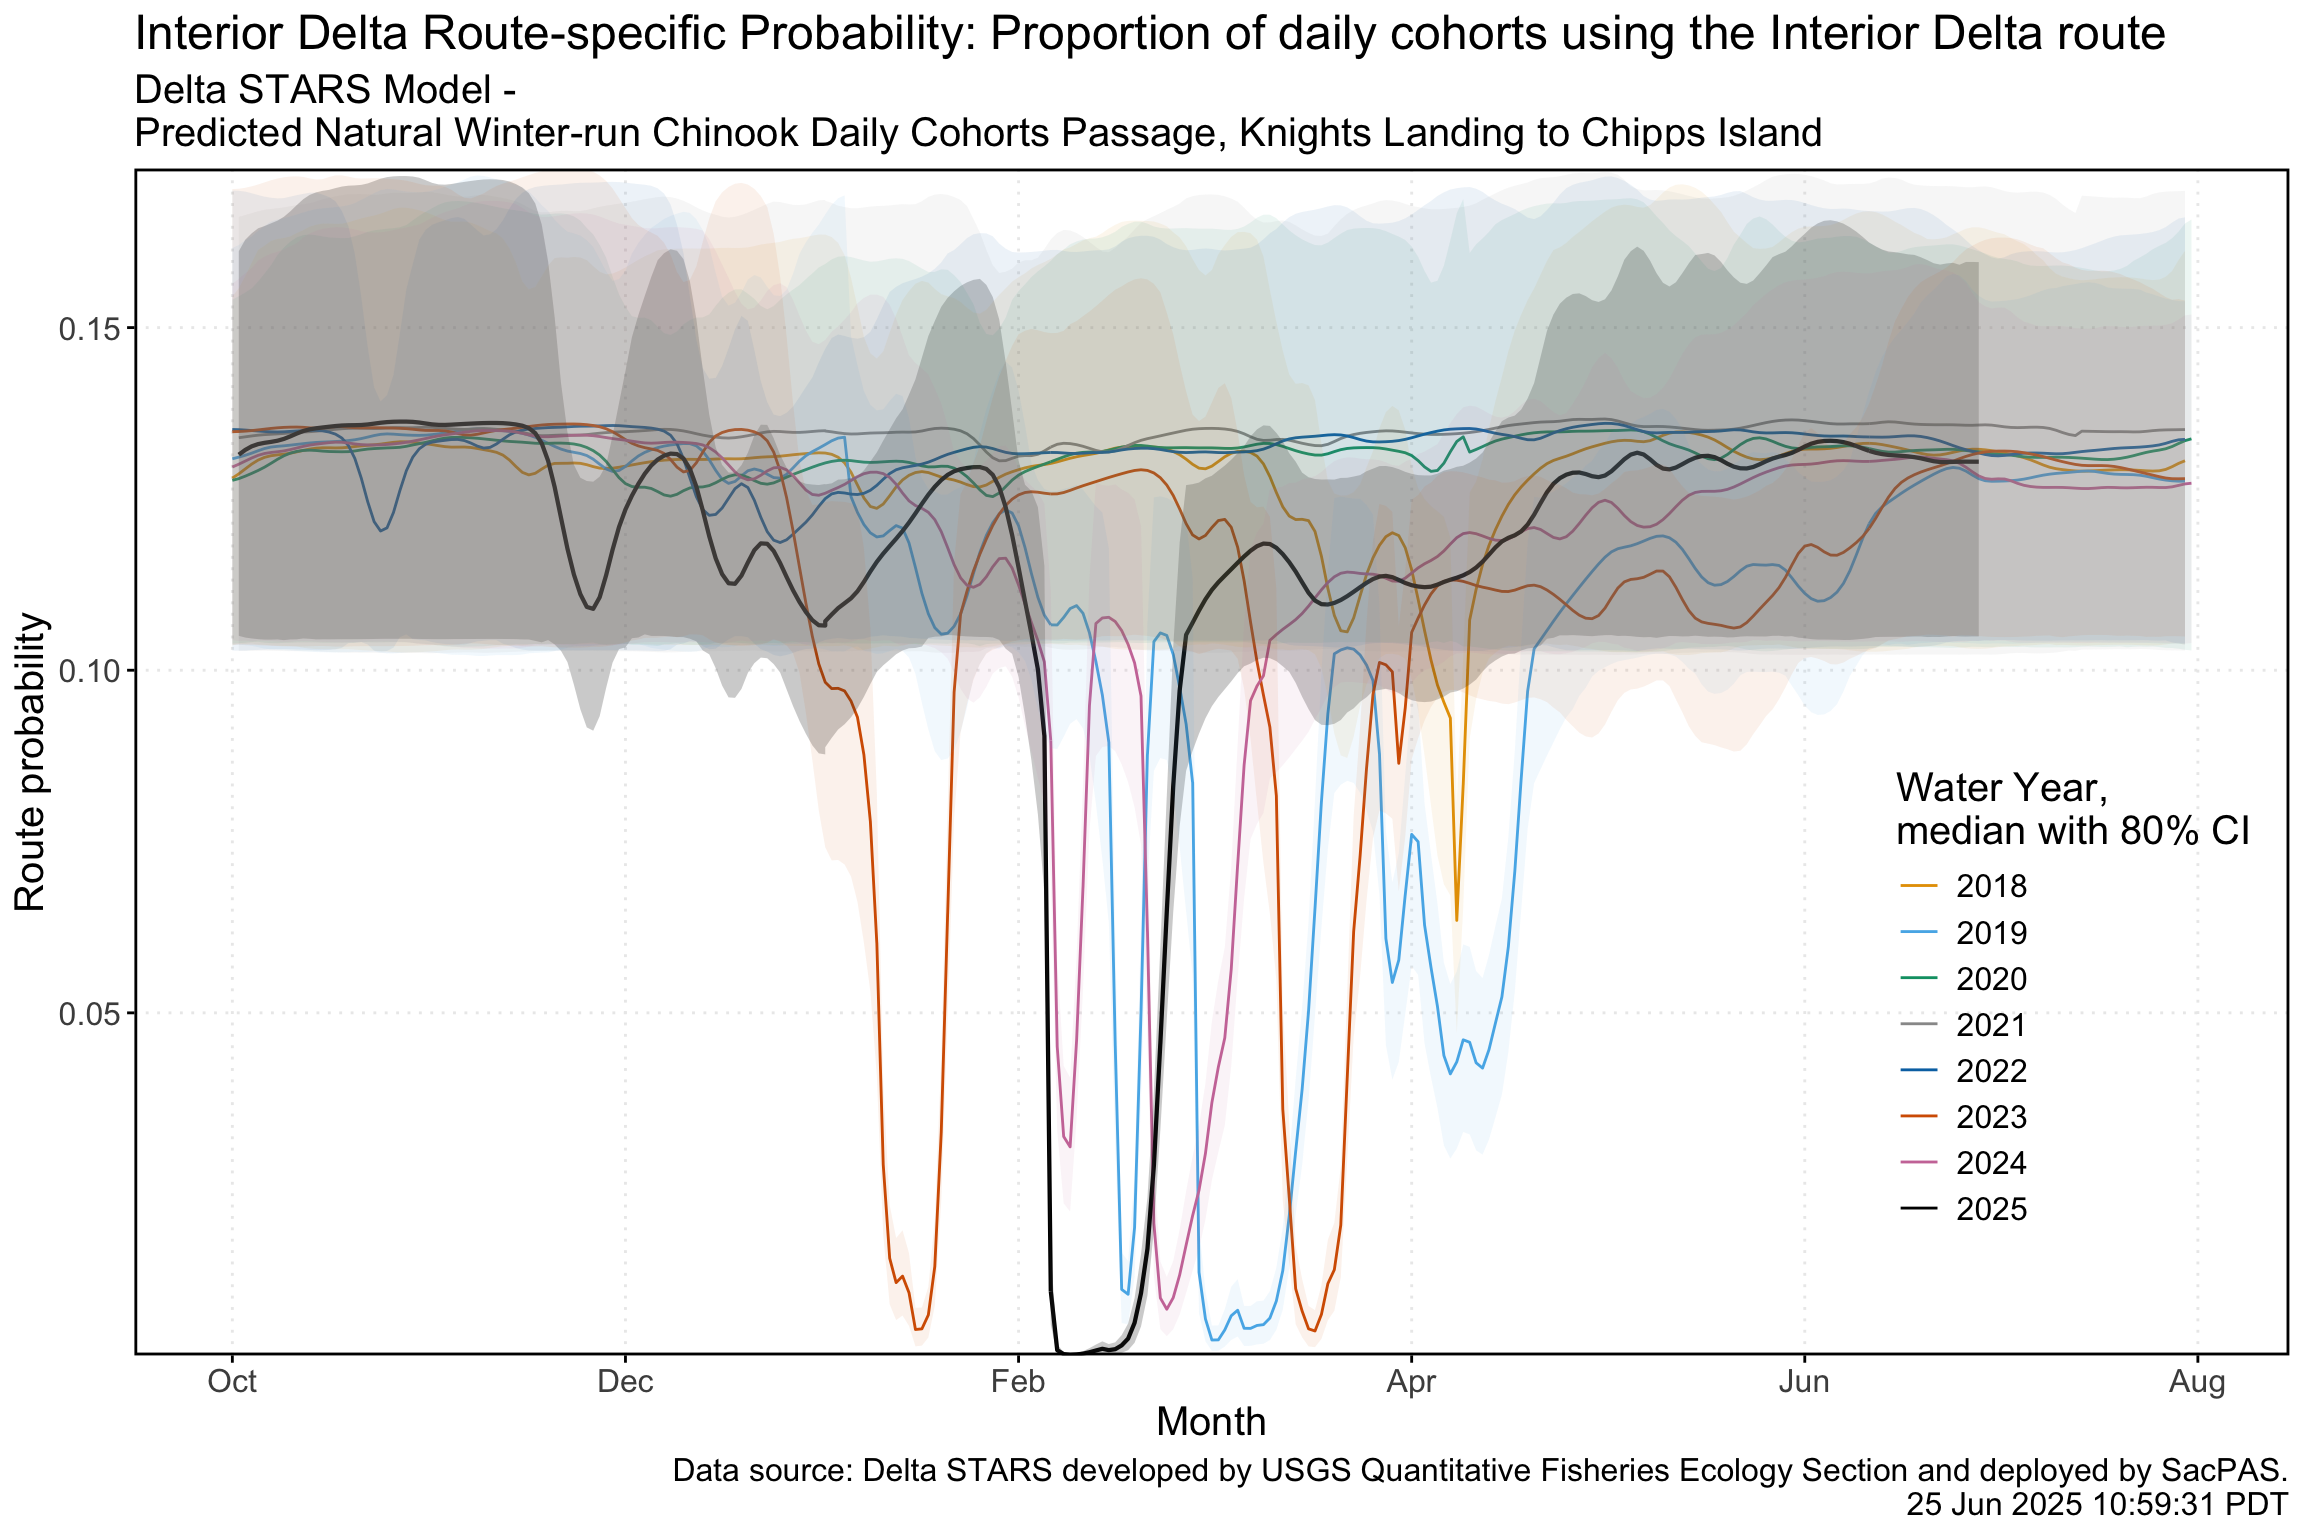 Interior Delta Route-specific Probability: Proportion of daily cohorts using the Interior Delta route
Delta STARS Model -
Predicted Natural Winter-run Chinook Daily Cohorts Passage, Knights Landing to Chipps Island
Route probability
0.15
0.10
0.05
Water Year,
median with 80% CI
2018
2019
2020
2021
2022
2023
2024
2025
Oct
Dec
Feb
Apr
Jun
Aug
Month
Data source: Delta STARS developed by USGS Quantitative Fisheries Ecology Section and deployed by SacPAS.
25 Jun 2025 10:59:31 PDT